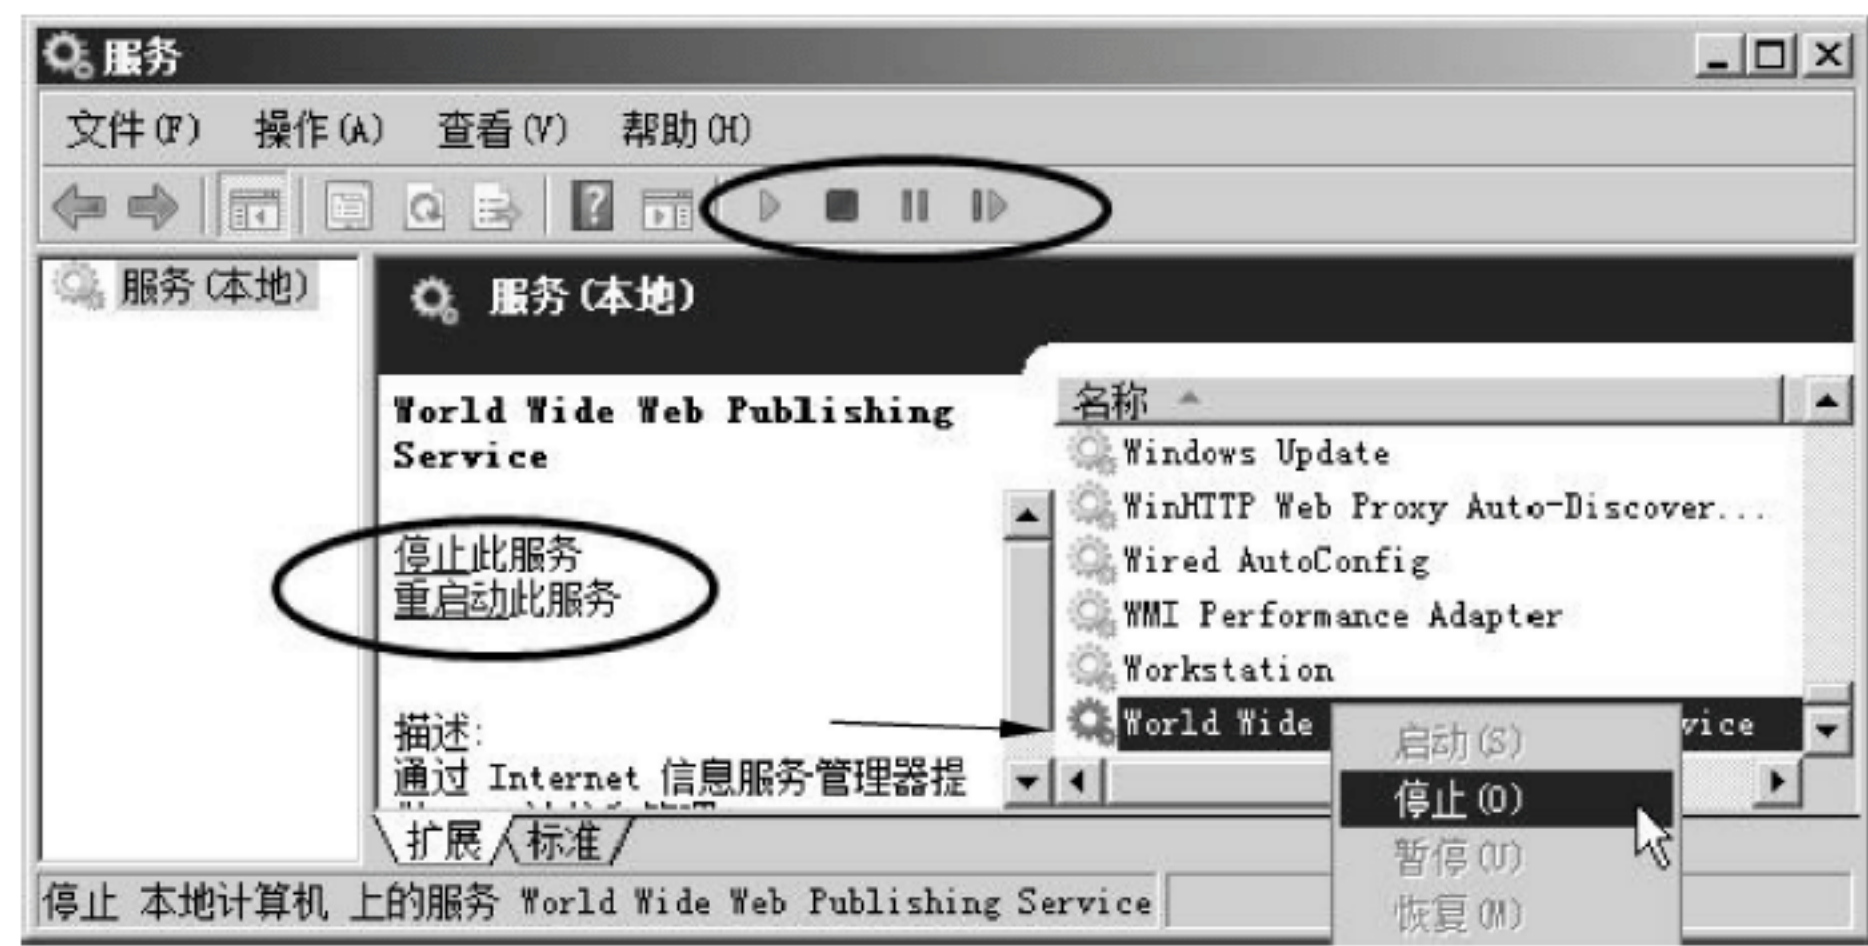 服务
文件(F) 操作(A) 查看(V) 帮助(H)
服务(本地)
服务(本地)
World Wide Web Publishing
Service
停止此服务
重启动此服务
描述:
通过 Internet 信息服务管理器提
名称
Windows Update
WinHTTP Web Proxy Auto-Discover...
Wired AutoConfig
WMI Performance Adapter
Workstation
World Wide
启动(S)
停止(O)
暂停(U)
恢复(M)
扩展 标准
停止 本地计算机 上的服务 World Wide Web Publishing Service